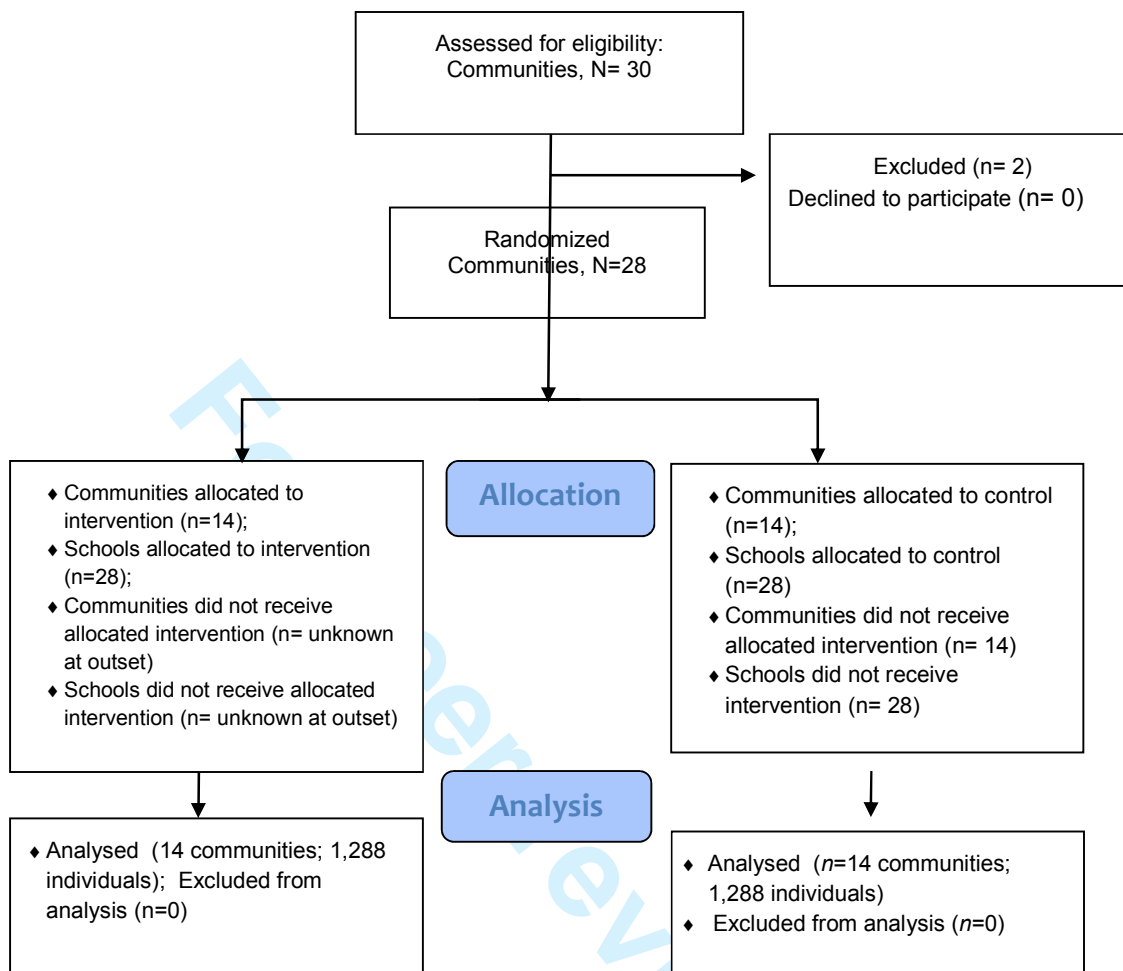 Assessed for eligibility:
Communities, N= 30
Excluded (n= 2)
Declined to participate (n= 0)
Randomized
Communities, N=28
♦ Communities allocated to
intervention (n=14);
♦ Schools allocated to intervention
(n=28);
♦ Communities did not receive
allocated intervention (n= unknown
at outset)
♦ Schools did not receive allocated
intervention (n= unknown at outset)
Allocation
♦ Communities allocated to control
(n=14);
♦ Schools allocated to control
(n=28)
♦ Communities did not receive
allocated intervention (n= 14)
♦ Schools did not receive
intervention (n= 28)
Analysis
♦ Analysed (14 communities; 1,288
individuals); Excluded from
analysis (n=0)
♦ Analysed (n=14 communities;
1,288 individuals)
♦ Excluded from analysis (n=0)